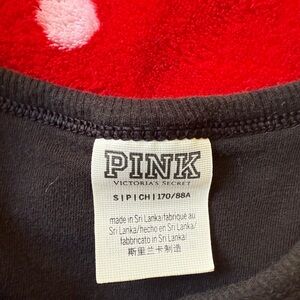 PINK
VICTORIA'S SECRET
S | P | CH | 170/88A
made in Sri Lanka/fabriqué au
Sri Lanka/hecho en Sri Lanka/
fabbricato in Sri Lanka/
斯里兰卡制造